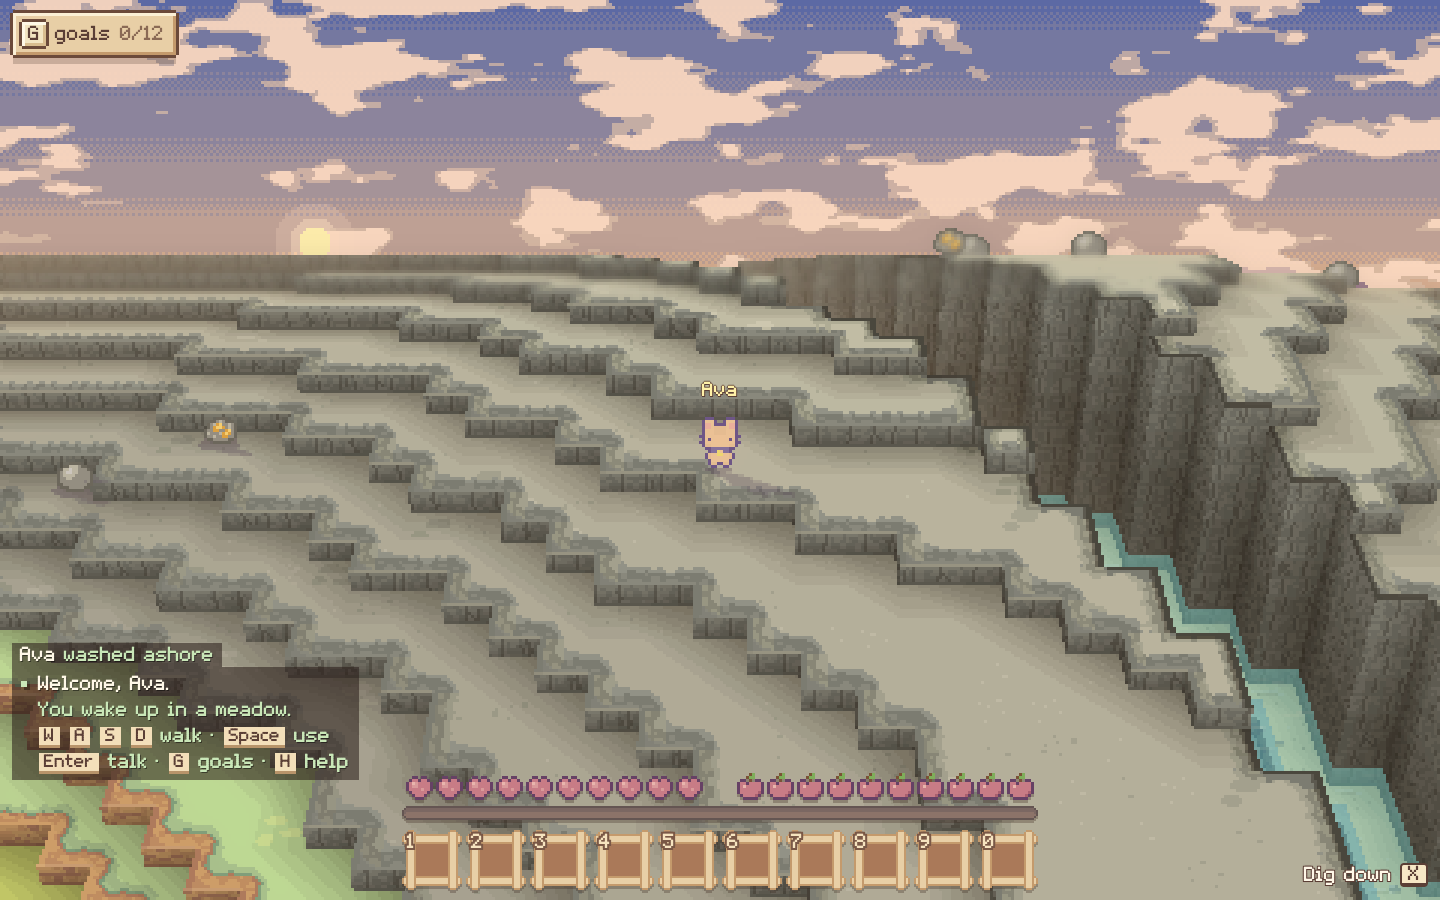 G goals 0/12
Ava
Ava washed ashore
Welcome, Ava.
You wake up in a meadow.
W A S D walk · Space use
Enter talk · G goals · H help
1 2 3 4 5 6 7 8 9 0
Dig down X